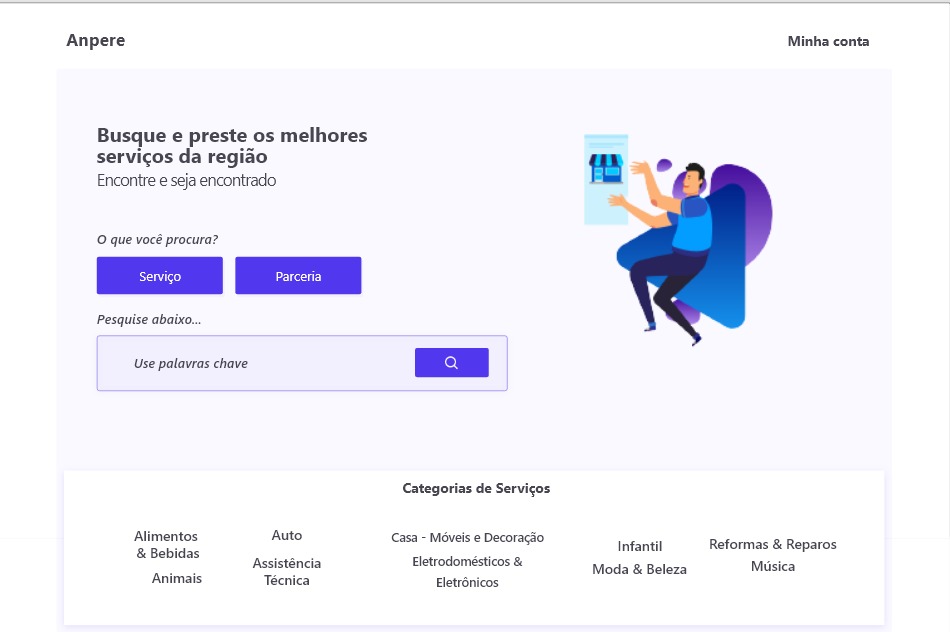 Anpere
Minha conta
Busque e preste os melhores
serviços da região
Encontre e seja encontrado
O que você procura?
Serviço
Parceria
Pesquise abaixo...
Use palavras chave
Categorias de Serviços
Alimentos
& Bebidas
Animais
Auto
Assistência
Técnica
Casa - Móveis e Decoração
Eletrodomésticos &
Eletrônicos
Infantil
Moda & Beleza
Reformas & Reparos
Música